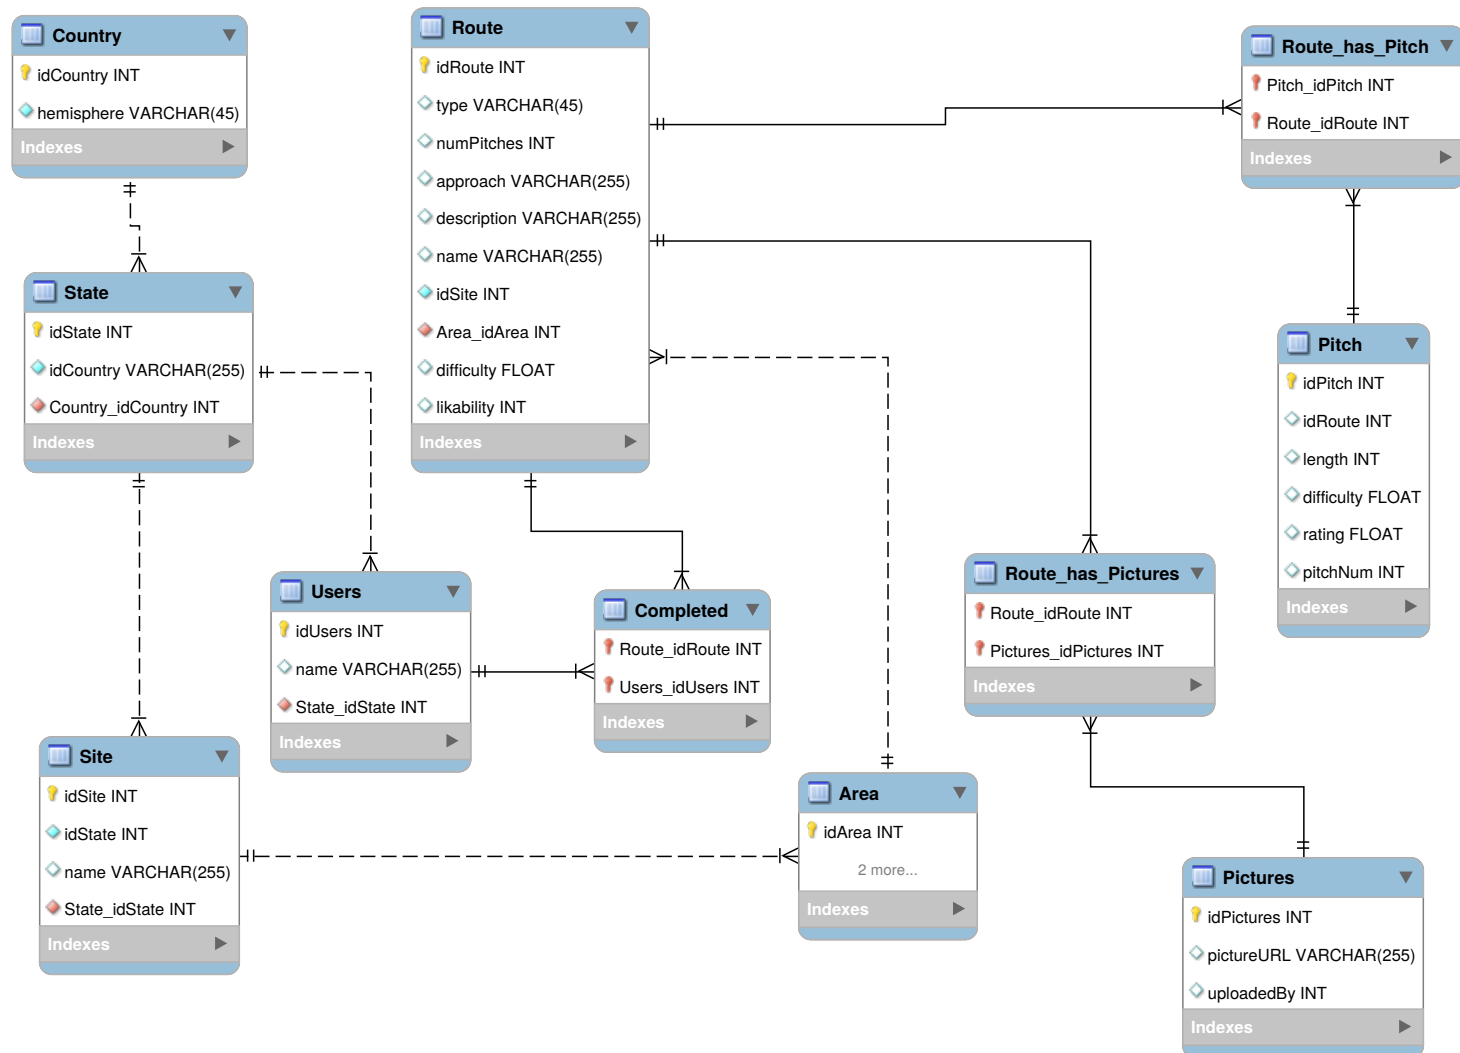 Country
idCountry INT
hemisphere VARCHAR(45)
Indexes
Route
idRoute INT
type VARCHAR(45)
numPitches INT
approach VARCHAR(255)
description VARCHAR(255)
name VARCHAR(255)
idSite INT
Area_idArea INT
difficulty FLOAT
likability INT
Indexes
Route_has_Pitch
Pitch_idPitch INT
Route_idRoute INT
Indexes
State
idState INT
idCountry VARCHAR(255)
Country_idCountry INT
Indexes
Pitch
idPitch INT
idRoute INT
length INT
difficulty FLOAT
rating FLOAT
pitchNum INT
Indexes
Users
idUsers INT
name VARCHAR(255)
State_idState INT
Indexes
Completed
Route_idRoute INT
Users_idUsers INT
Indexes
Route_has_Pictures
Route_idRoute INT
Pictures_idPictures INT
Indexes
Site
idSite INT
idState INT
name VARCHAR(255)
State_idState INT
Indexes
Area
idArea INT
2 more...
Indexes
Pictures
idPictures INT
pictureURL VARCHAR(255)
uploadedBy INT
Indexes